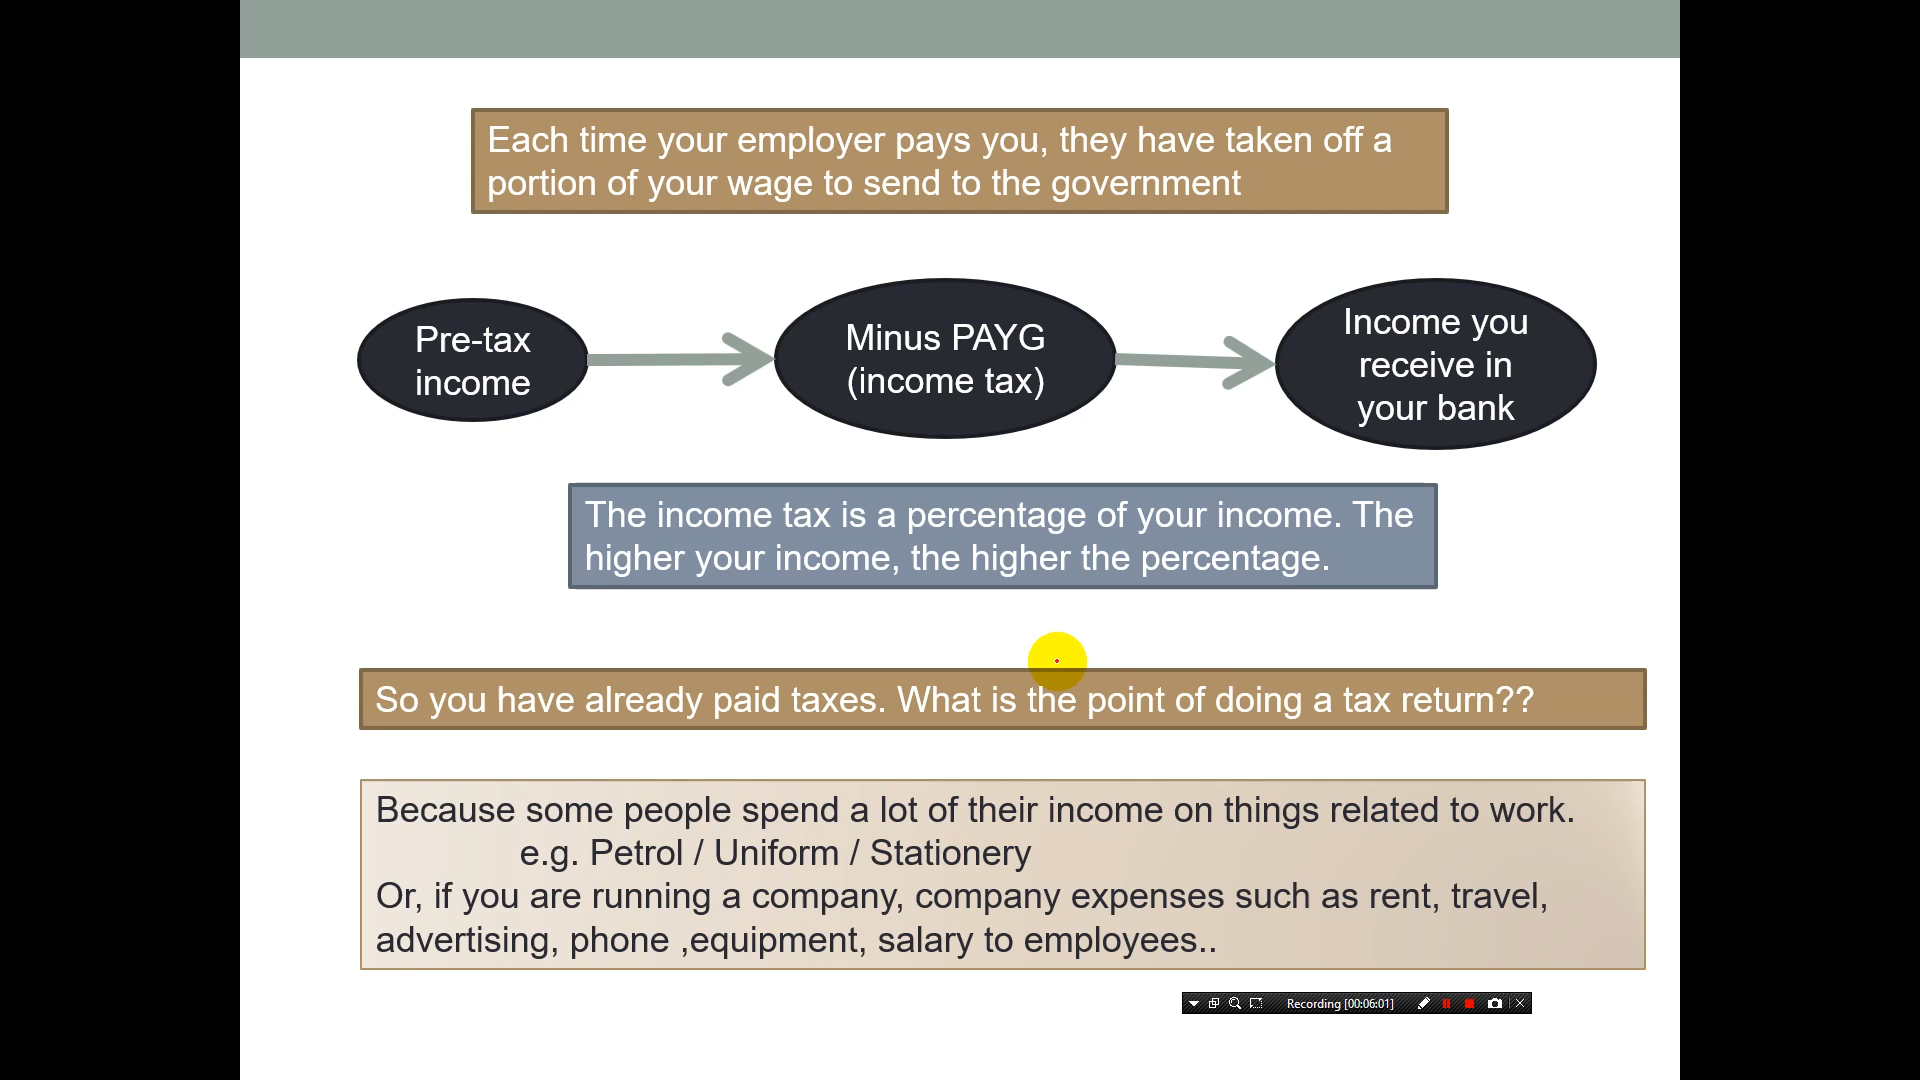 Each time your employer pays you, they have taken off a
portion of your wage to send to the government
Pre-tax
income
Minus PAYG
(income tax)
Income you
receive in
your bank
The income tax is a percentage of your income. The
higher your income, the higher the percentage.
So you have already paid taxes. What is the point of doing a tax return??
Because some people spend a lot of their income on things related to work.
e.g. Petrol / Uniform / Stationery
Or, if you are running a company, company expenses such as rent, travel,
advertising, phone ,equipment, salary to employees..
Recording [00:06:01]